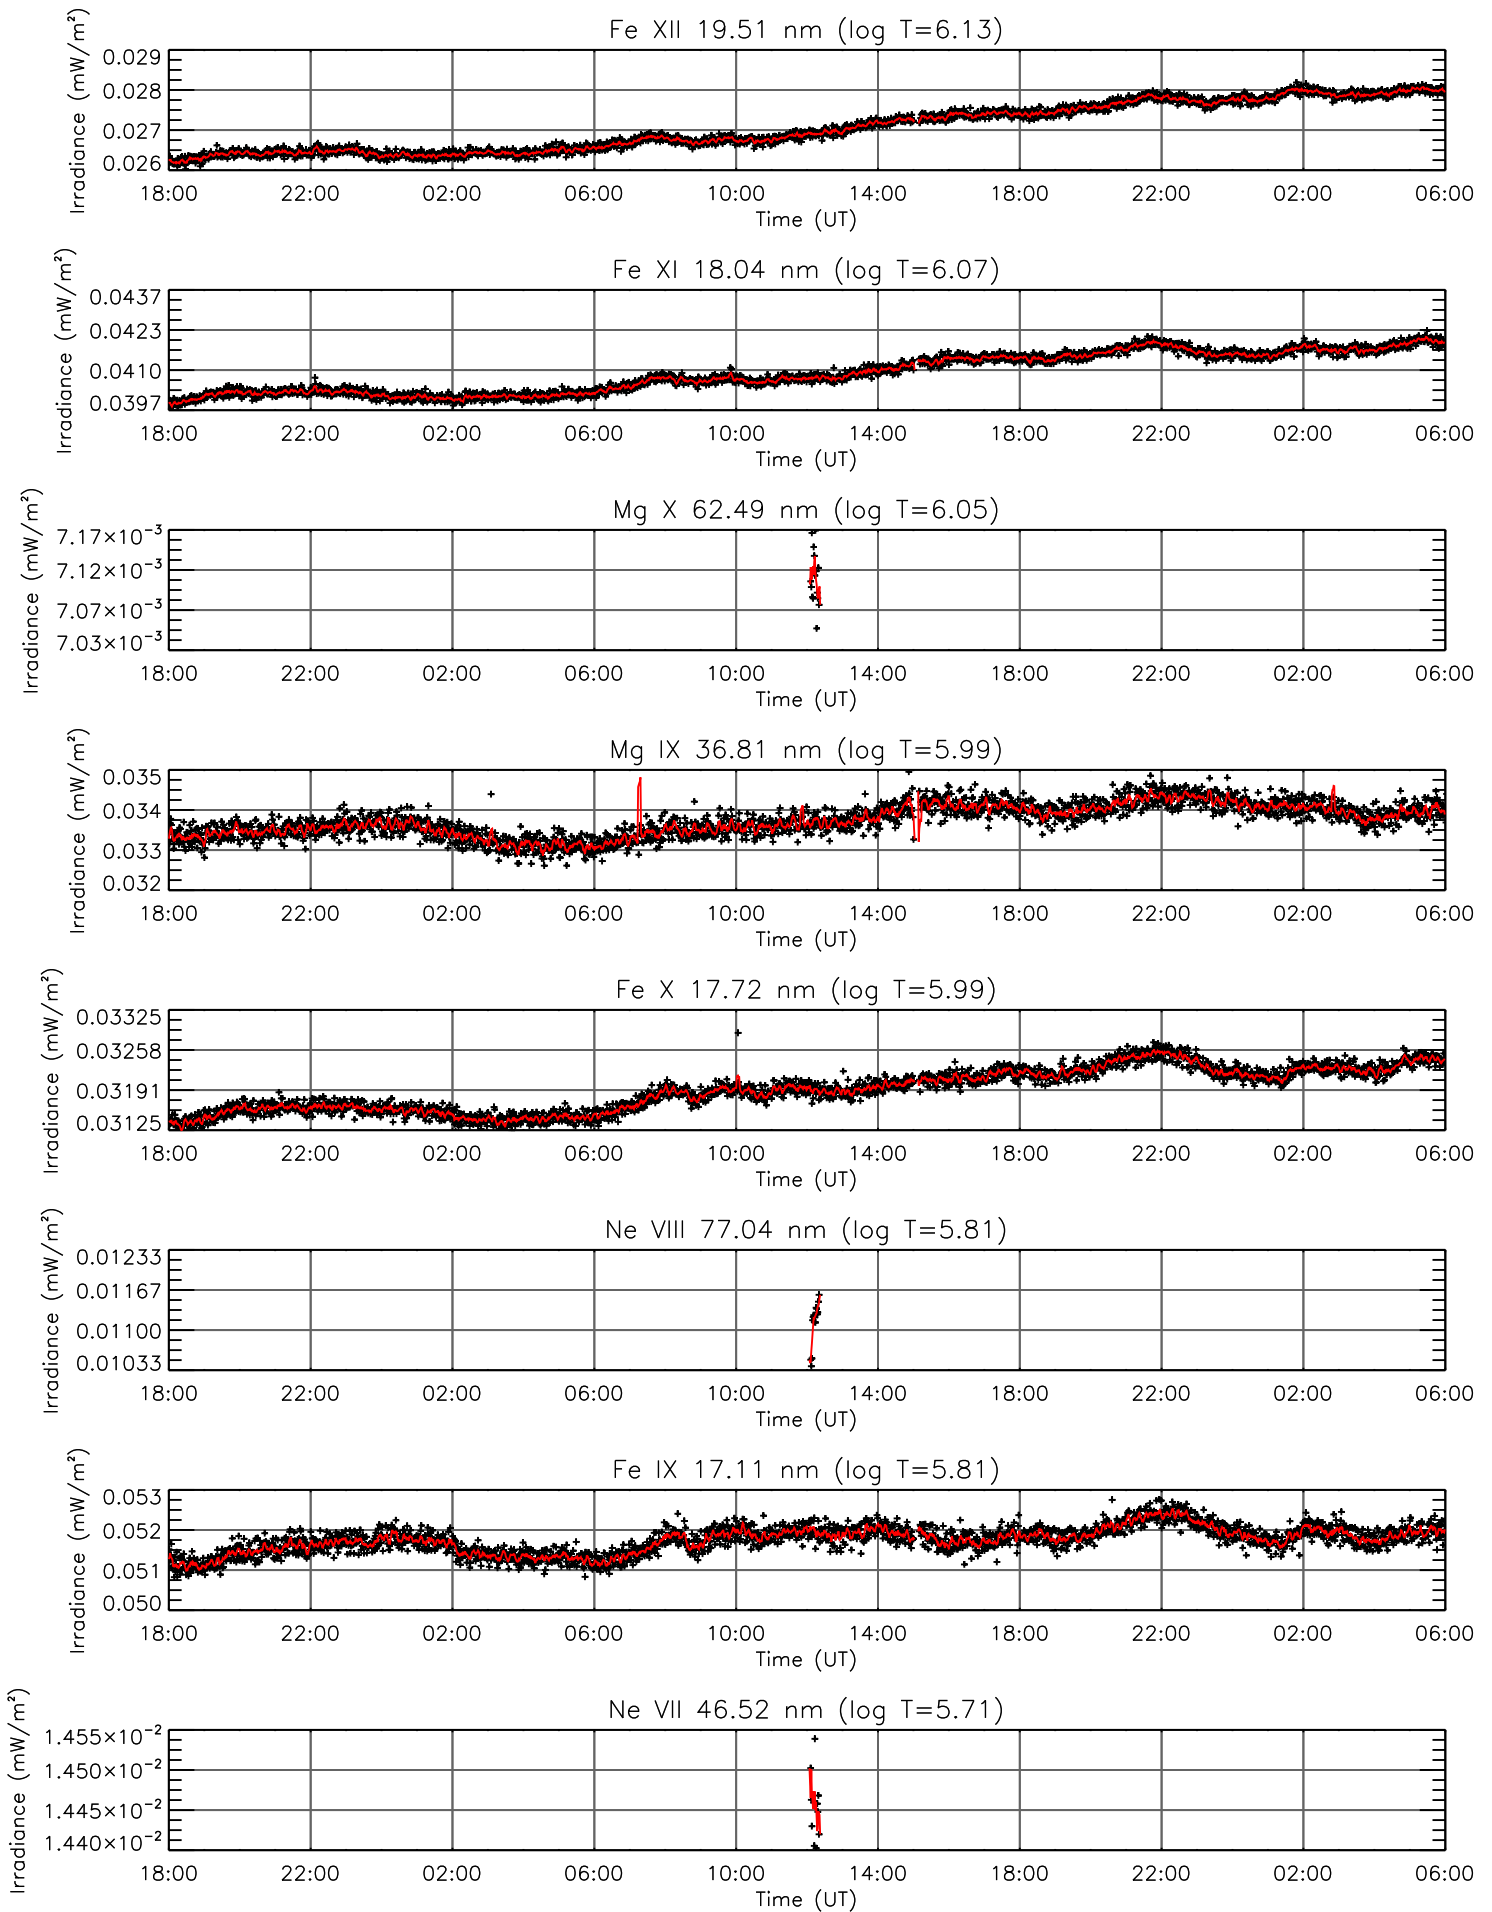 Fe XII 19.51 nm (log T=6.13)
Irradiance (mW/m²)
0.029
0.028
0.027
0.026
18:00 22:00 02:00 06:00 10:00 14:00 18:00 22:00 02:00 06:00
Time (UT)
Fe XI 18.04 nm (log T=6.07)
Irradiance (mW/m²)
0.0437
0.0423
0.0410
0.0397
18:00 22:00 02:00 06:00 10:00 14:00 18:00 22:00 02:00 06:00
Time (UT)
Mg X 62.49 nm (log T=6.05)
Irradiance (mW/m²)
7.17×10⁻³
7.12×10⁻³
7.07×10⁻³
7.03×10⁻³
18:00 22:00 02:00 06:00 10:00 14:00 18:00 22:00 02:00 06:00
Time (UT)
Mg IX 36.81 nm (log T=5.99)
Irradiance (mW/m²)
0.035
0.034
0.033
0.032
18:00 22:00 02:00 06:00 10:00 14:00 18:00 22:00 02:00 06:00
Time (UT)
Fe X 17.72 nm (log T=5.99)
Irradiance (mW/m²)
0.03325
0.03258
0.03191
0.03125
18:00 22:00 02:00 06:00 10:00 14:00 18:00 22:00 02:00 06:00
Time (UT)
Ne VIII 77.04 nm (log T=5.81)
Irradiance (mW/m²)
0.01233
0.01167
0.01100
0.01033
18:00 22:00 02:00 06:00 10:00 14:00 18:00 22:00 02:00 06:00
Time (UT)
Fe IX 17.11 nm (log T=5.81)
Irradiance (mW/m²)
0.053
0.052
0.051
0.050
18:00 22:00 02:00 06:00 10:00 14:00 18:00 22:00 02:00 06:00
Time (UT)
Ne VII 46.52 nm (log T=5.71)
Irradiance (mW/m²)
1.455×10⁻²
1.450×10⁻²
1.445×10⁻²
1.440×10⁻²
18:00 22:00 02:00 06:00 10:00 14:00 18:00 22:00 02:00 06:00
Time (UT)